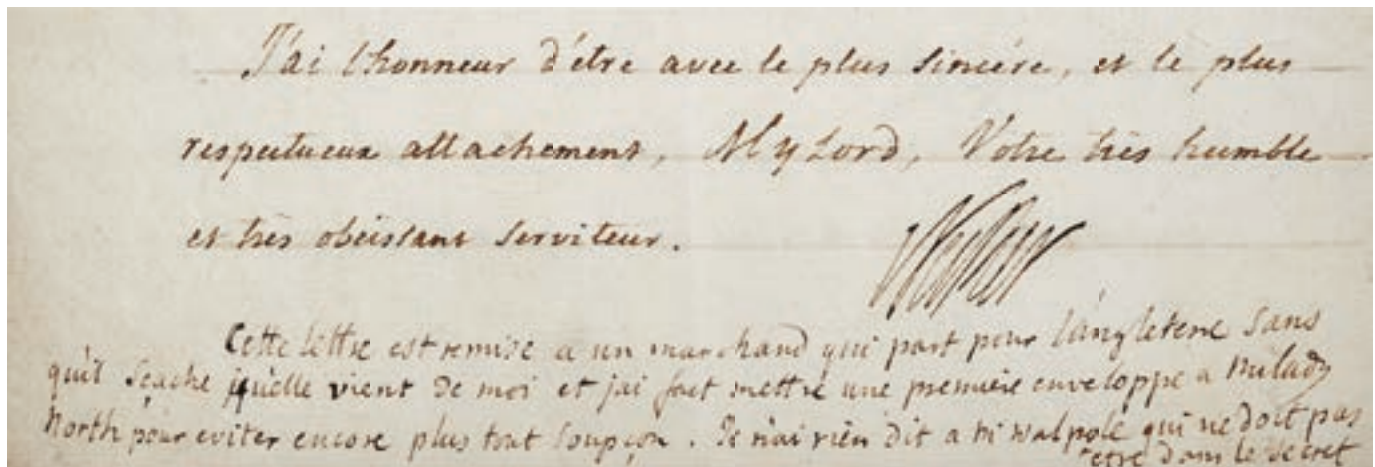 J'ai l'honneur d'être avec le plus sincère, et le plus
respectueux attachement, My Lord, Votre très humble
et très obéissant Serviteur.
Cette lettre est remise a un marchand qui part pour l'angleterre Sans
qu'il Sçache qu'elle vient de moi et j'ai fait mettre une premiere enveloppe a Milady
North pour eviter encore plus tout Soupçon. Je n'ai rien dit a Mr Walpole qui ne doit pas
etre dans le secret